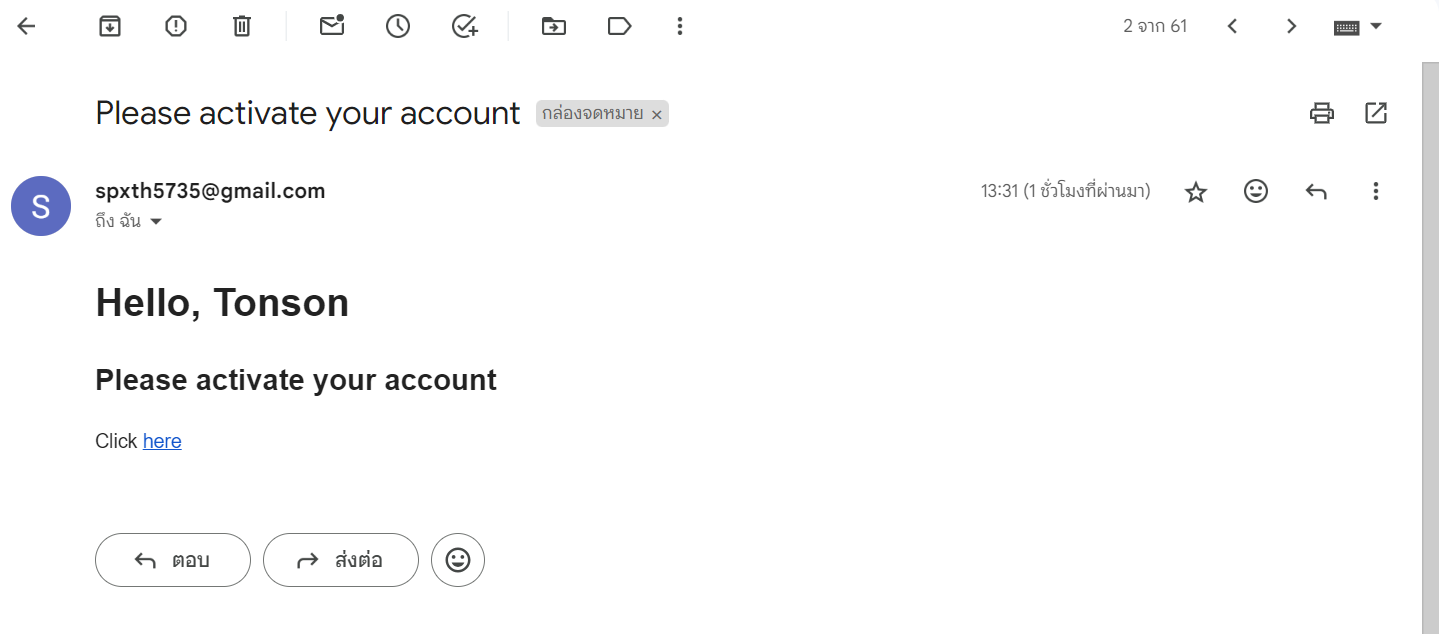 2 จาก 61
Please activate your account กล่องจดหมาย ×
S
spxth5735@gmail.com 13:31 (1 ชั่วโมงที่ผ่านมา)
ถึง ฉัน
Hello, Tonson
Please activate your account
Click here
ตอบ ส่งต่อ